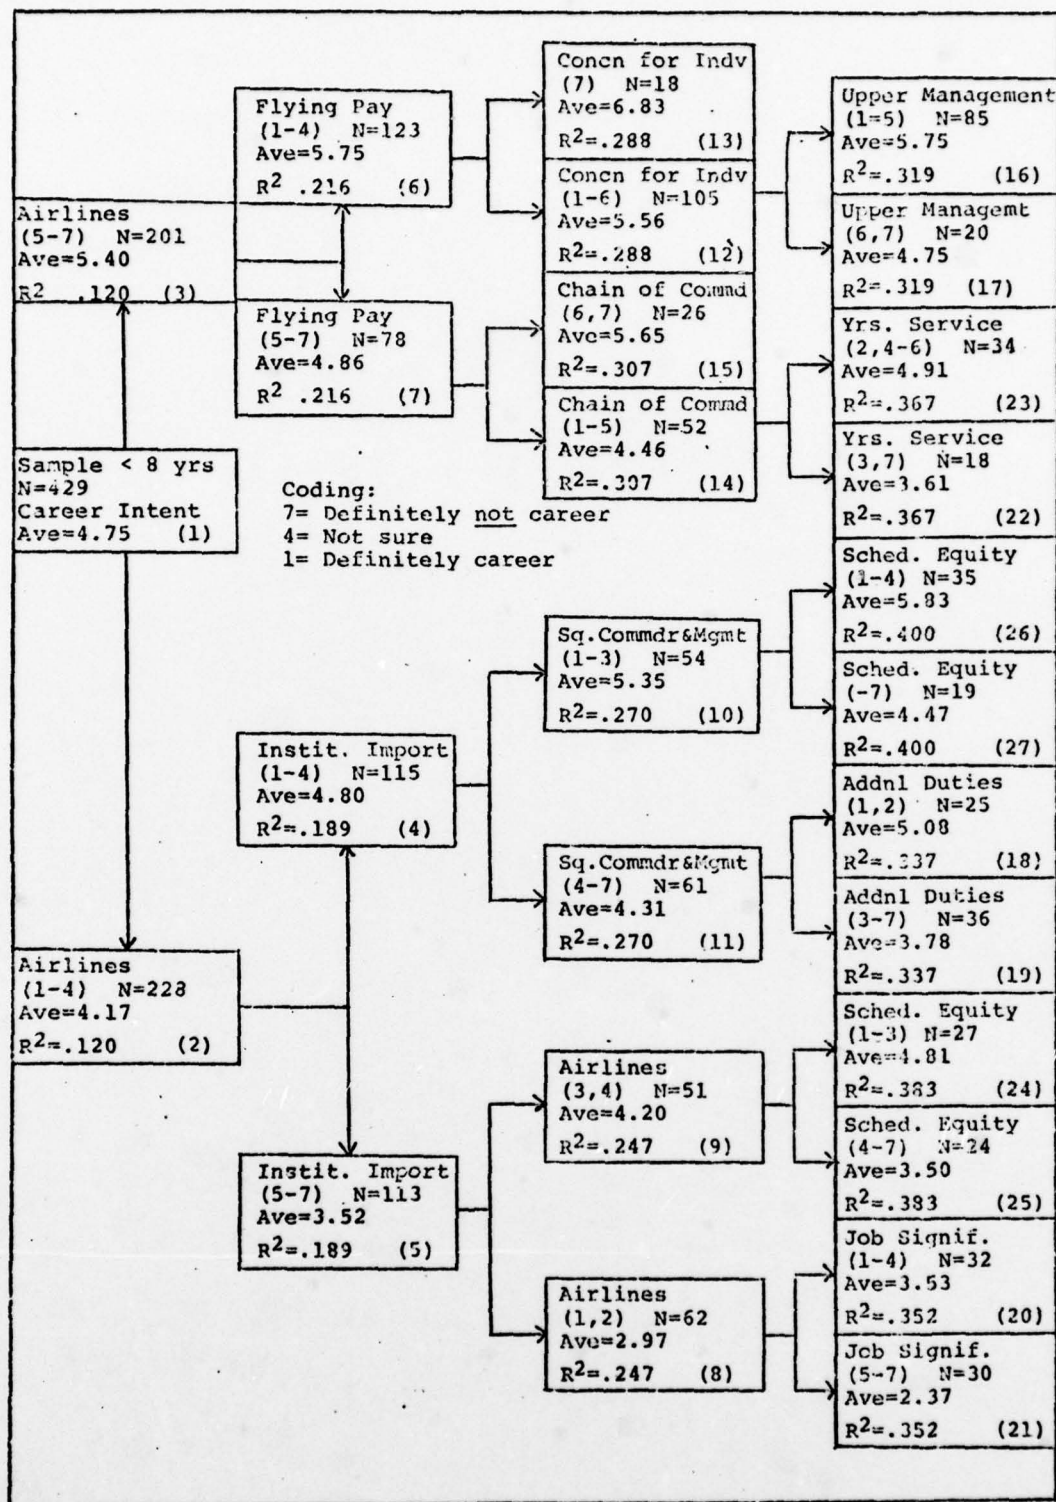 Airlines
(5-7) N=201
Ave=5.40
R2 .120 (3)
Sample < 8 yrs
N=429
Career Intent
Ave=4.75 (1)
Airlines
(1-4) N=228
Ave=4.17
R2=.120 (2)
Flying Pay
(1-4) N=123
Ave=5.75
R2 .216 (6)
Flying Pay
(5-7) N=78
Ave=4.86
R2 .216 (7)
Coding:
7= Definitely not career
4= Not sure
1= Definitely career
Instit. Import
(1-4) N=115
Ave=4.80
R2=.189 (4)
Instit. Import
(5-7) N=113
Ave=3.52
R2=.189 (5)
Concn for Indv
(7) N=18
Ave=6.83
R2=.288 (13)
Concn for Indv
(1-6) N=105
Ave=5.56
R2=.288 (12)
Chain of Commd
(6,7) N=26
Ave=5.65
R2=.307 (15)
Chain of Commd
(1-5) N=52
Ave=4.46
R2=.307 (14)
Sq.Commdr&Mgmt
(1-3) N=54
Ave=5.35
R2=.270 (10)
Sq.Commdr&Mgmt
(4-7) N=61
Ave=4.31
R2=.270 (11)
Airlines
(3,4) N=51
Ave=4.20
R2=.247 (9)
Airlines
(1,2) N=62
Ave=2.97
R2=.247 (8)
Upper Management
(1=5) N=85
Ave=5.75
R2=.319 (16)
Upper Managemt
(6,7) N=20
Ave=4.75
R2=.319 (17)
Yrs. Service
(2,4-6) N=34
Ave=4.91
R2=.367 (23)
Yrs. Service
(3,7) N=18
Ave=3.61
R2=.367 (22)
Sched. Equity
(1-4) N=35
Ave=5.83
R2=.400 (26)
Sched. Equity
(-7) N=19
Ave=4.47
R2=.400 (27)
Addnl Duties
(1,2) N=25
Ave=5.08
R2=.337 (18)
Addnl Duties
(3-7) N=36
Ave=3.78
R2=.337 (19)
Sched. Equity
(1-3) N=27
Ave=4.81
R2=.383 (24)
Sched. Equity
(4-7) N=24
Ave=3.50
R2=.383 (25)
Job Signif.
(1-4) N=32
Ave=3.53
R2=.352 (20)
Job Signif.
(5-7) N=30
Ave=2.37
R2=.352 (21)